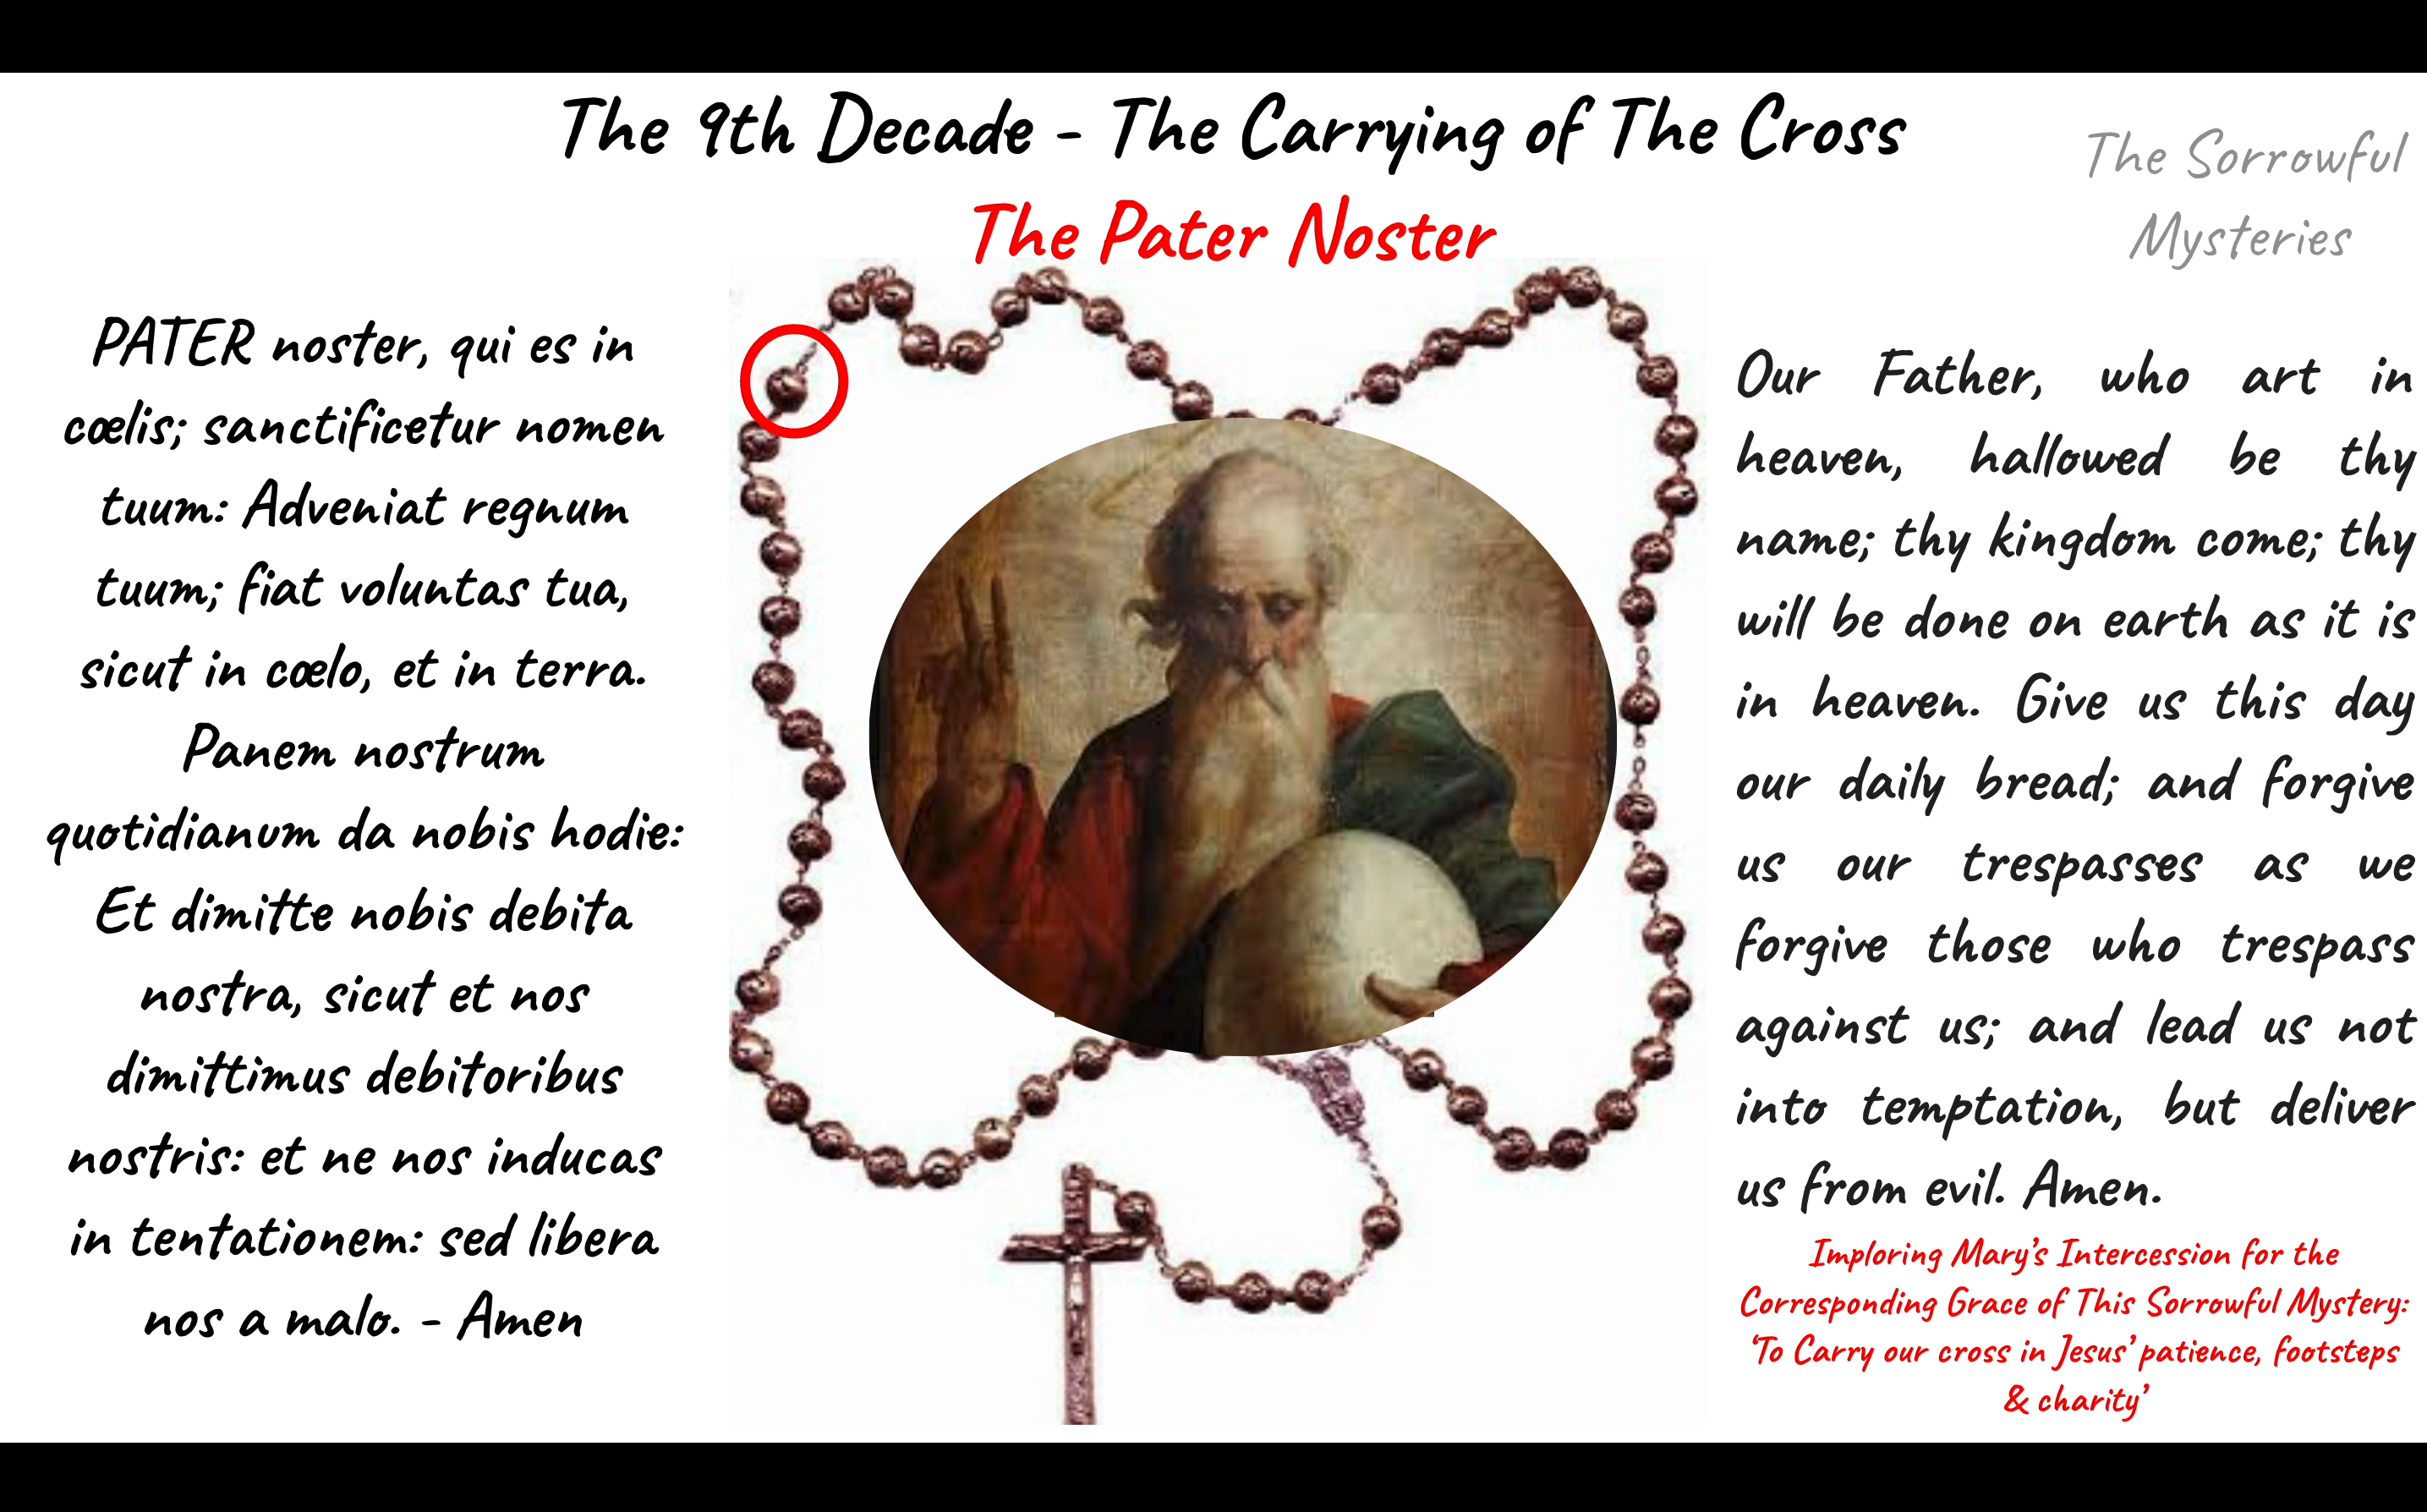 The 9th Decade - The Carrying of The Cross
The Pater Noster
The Sorrowful
Mysteries
PATER noster, qui es in
cœlis; sanctificetur nomen
tuum: Adveniat regnum
tuum; fiat voluntas tua,
sicut in cœlo, et in terra.
Panem nostrum
quotidianum da nobis hodie:
Et dimitte nobis debita
nostra, sicut et nos
dimittimus debitoribus
nostris: et ne nos inducas
in tentationem: sed libera
nos a malo. - Amen
Our Father, who art in
heaven, hallowed be thy
name; thy kingdom come; thy
will be done on earth as it is
in heaven. Give us this day
our daily bread; and forgive
us our trespasses as we
forgive those who trespass
against us; and lead us not
into temptation, but deliver
us from evil. Amen.
Imploring Mary's Intercession for the
Corresponding Grace of This Sorrowful Mystery:
‘To Carry our cross in Jesus’ patience, footsteps
& charity’